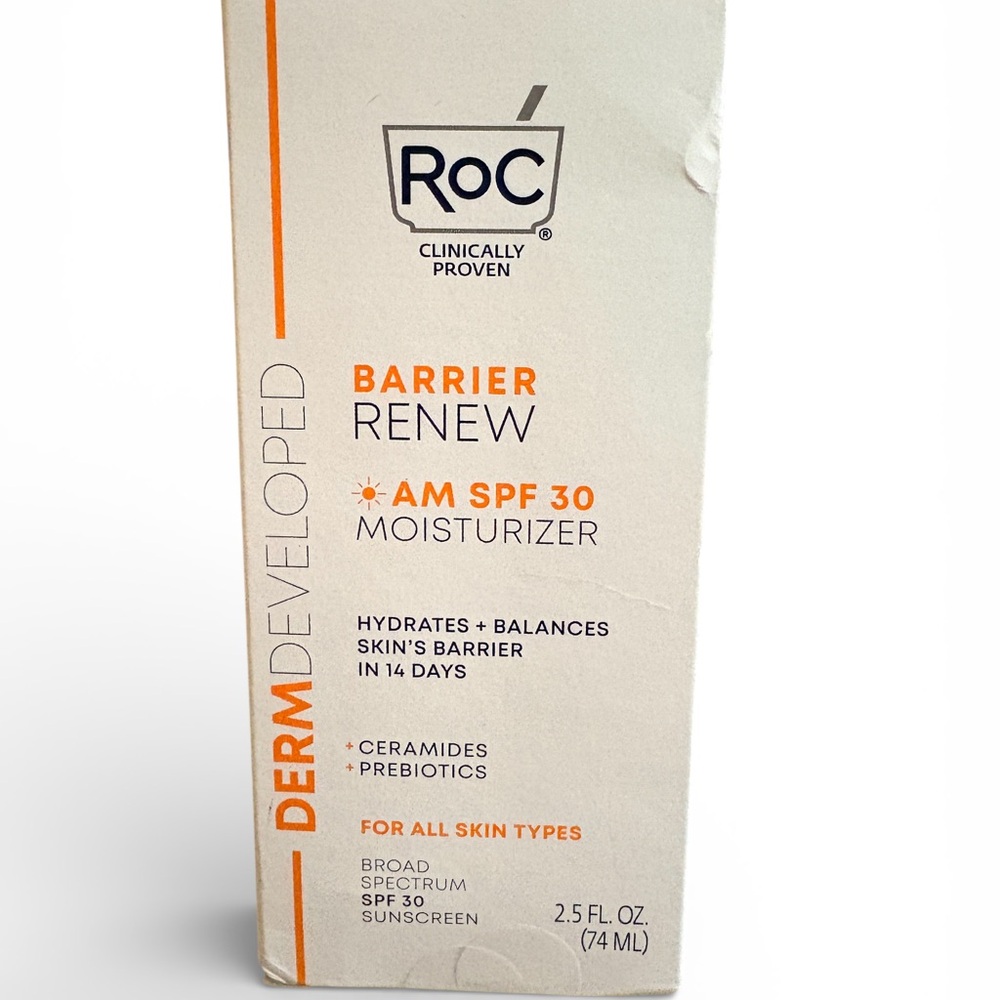 RoC®
CLINICALLY
PROVEN
BARRIER
RENEW
AM SPF 30
MOISTURIZER
HYDRATES + BALANCES
SKIN'S BARRIER
IN 14 DAYS
+CERAMIDES
+PREBIOTICS
FOR ALL SKIN TYPES
BROAD
SPECTRUM
SPF 30
SUNSCREEN
2.5 FL. OZ.
(74 ML)
DERMDEVELOPED